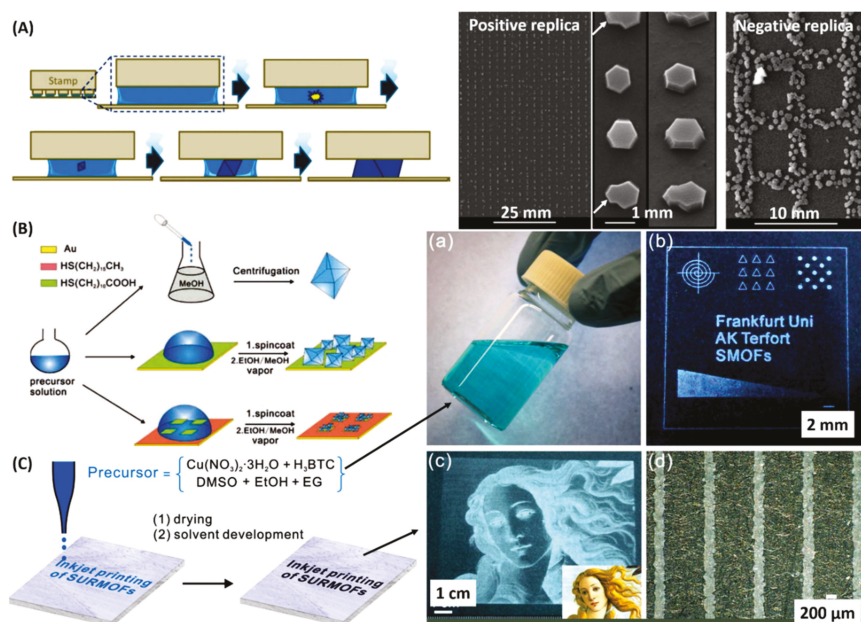 (A)
Stamp
Positive replica
25 mm
1 mm
Negative replica
10 mm
(B)
Au
HS(CH₂)₁₅CH₃
HS(CH₂)₁₆COOH
MeOH
Centrifugation
precursor
solution
1.spincoat
2.EtOH/MeOH
vapor
1.spincoat
2.EtOH/MeOH
vapor
(C)
Precursor =
Cu(NO₃)₂·3H₂O + H₃BTC
DMSO + EtOH + EG
(1) drying
(2) solvent development
Inkjet printing
of SURMOFs
Inkjet printing
of SURMOFs
(a)
(b)
Frankfurt Uni
AK Terfort
SMOFs
2 mm
(c)
1 cm
(d)
200 μm